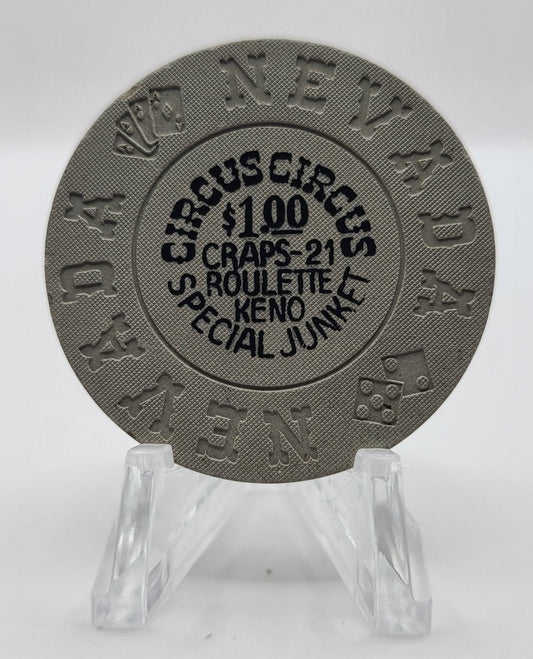 NEVADA
CIRCUS CIRCUS
$1.00
CRAPS-21
ROULETTE
KENO
SPECIAL JUNKET
NEVADA